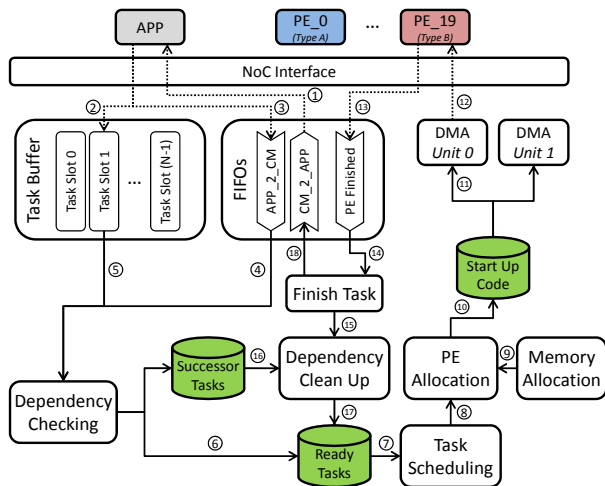 APP
PE_0
(Type A)
...
PE_19
(Type B)
NoC Interface
①
②
③
⑬
⑫
Task Buffer
Task Slot 0
Task Slot 1
...
Task Slot (N-1)
FIFOs
APP_2_CM
CM_2_APP
PE Finished
DMA
Unit 0
DMA
Unit 1
⑪
⑤
④
⑱
⑭
Start Up
Code
Finish Task
⑩
⑮
Successor
Tasks
⑯
Dependency
Clean Up
PE
Allocation
⑨
Memory
Allocation
Dependency
Checking
⑰
⑧
⑥
Ready
Tasks
⑦
Task
Scheduling